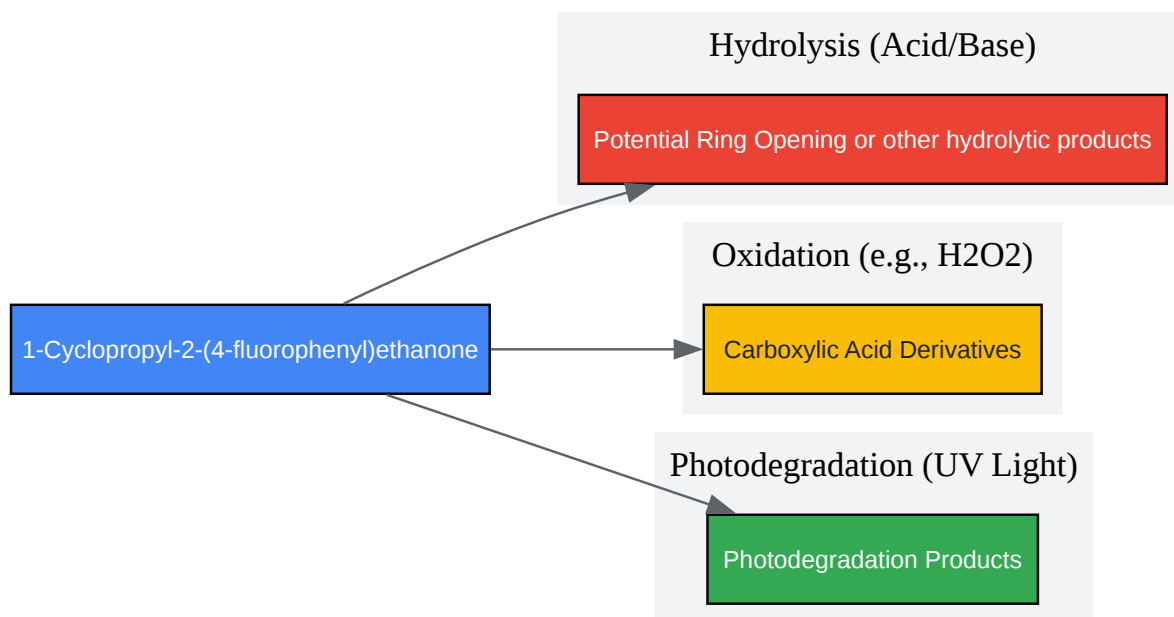 Hydrolysis (Acid/Base)
Potential Ring Opening or other hydrolytic products
Oxidation (e.g., H2O2)
1-Cyclopropyl-2-(4-fluorophenyl)ethanone
Carboxylic Acid Derivatives
Photodegradation (UV Light)
Photodegradation Products